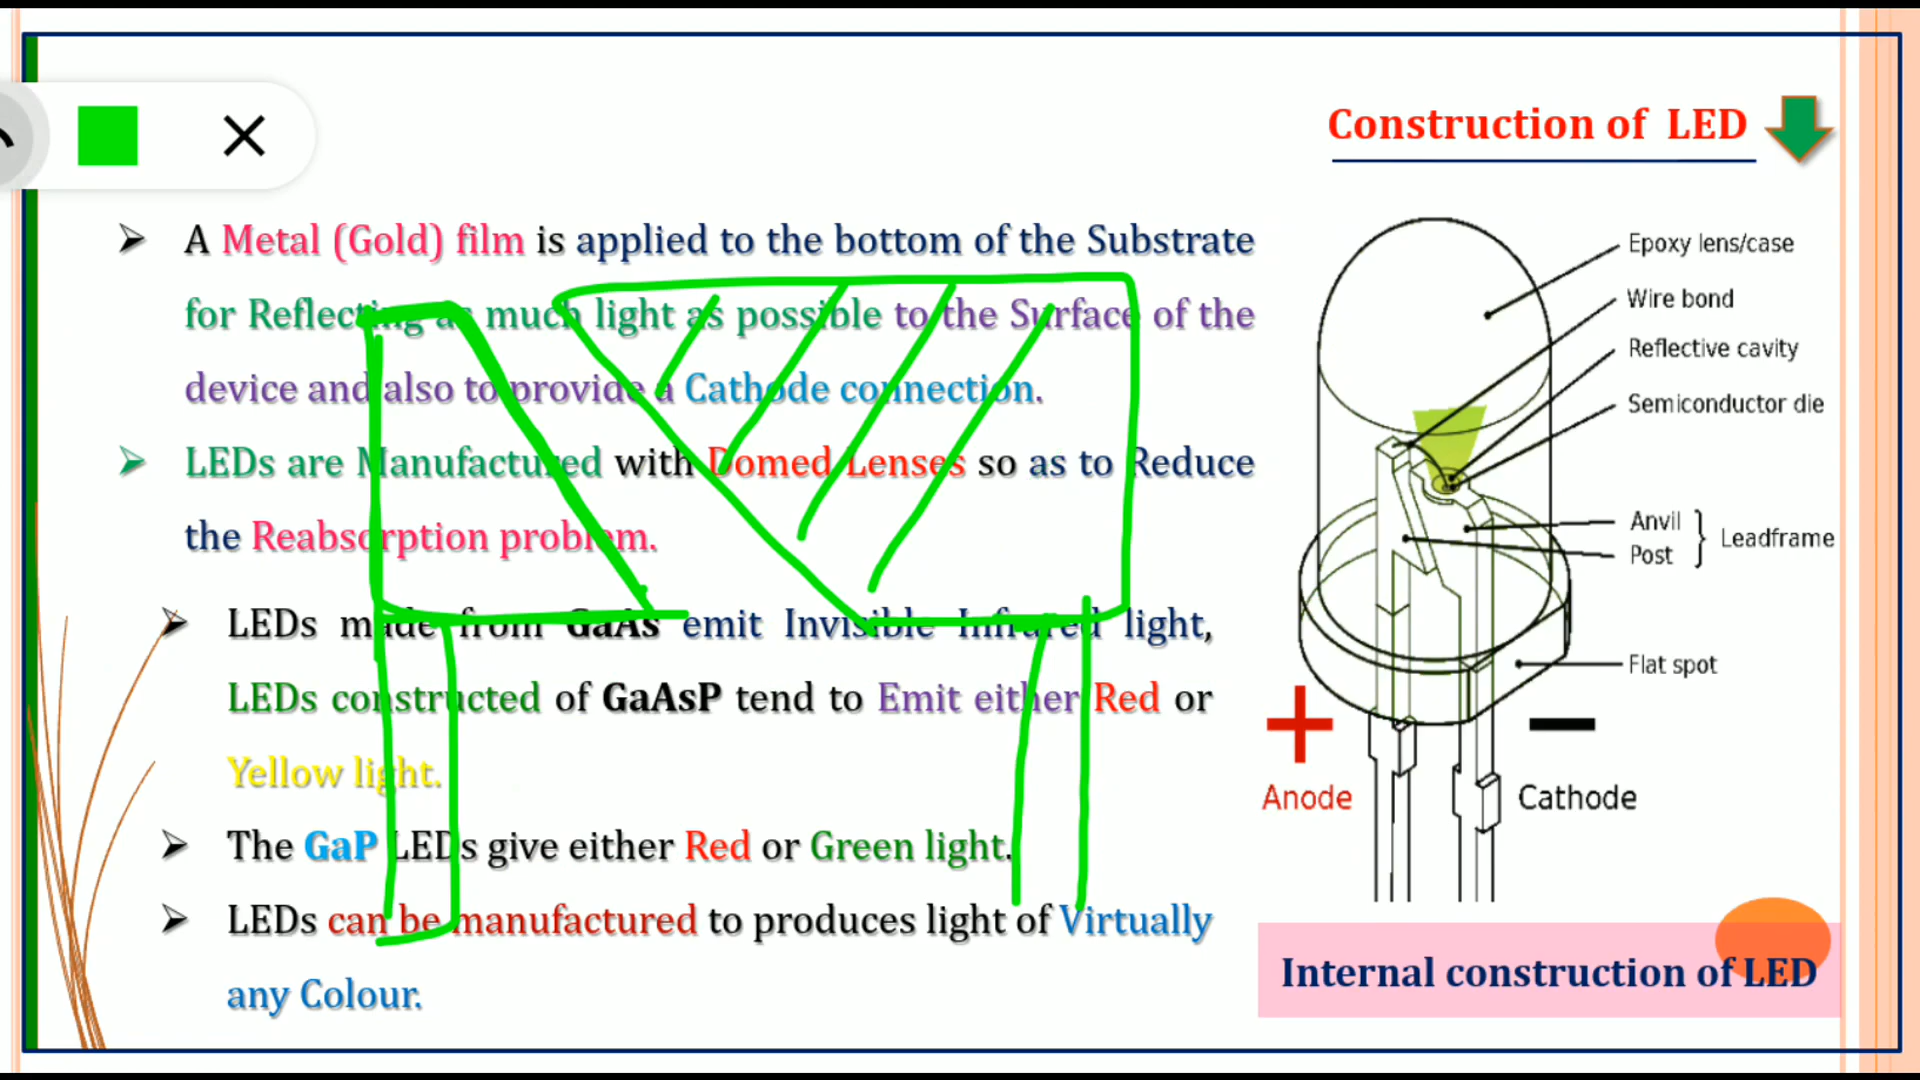 Construction of LED
A Metal (Gold) film is applied to the bottom of the Substrate
for Reflecting as much light as possible to the Surface of the
device and also to provide a Cathode connection.
LEDs are Manufactured with Domed Lenses so as to Reduce
the Reabsorption problem.
LEDs made from GaAs emit Invisible Infrared light,
LEDs constructed of GaAsP tend to Emit either Red or
Yellow light.
The GaP LEDs give either Red or Green light.
LEDs can be manufactured to produces light of Virtually
any Colour.
Epoxy lens/case
Wire bond
Reflective cavity
Semiconductor die
Anvil
Post
Leadframe
Flat spot
+
−
Anode
Cathode
Internal construction of LED